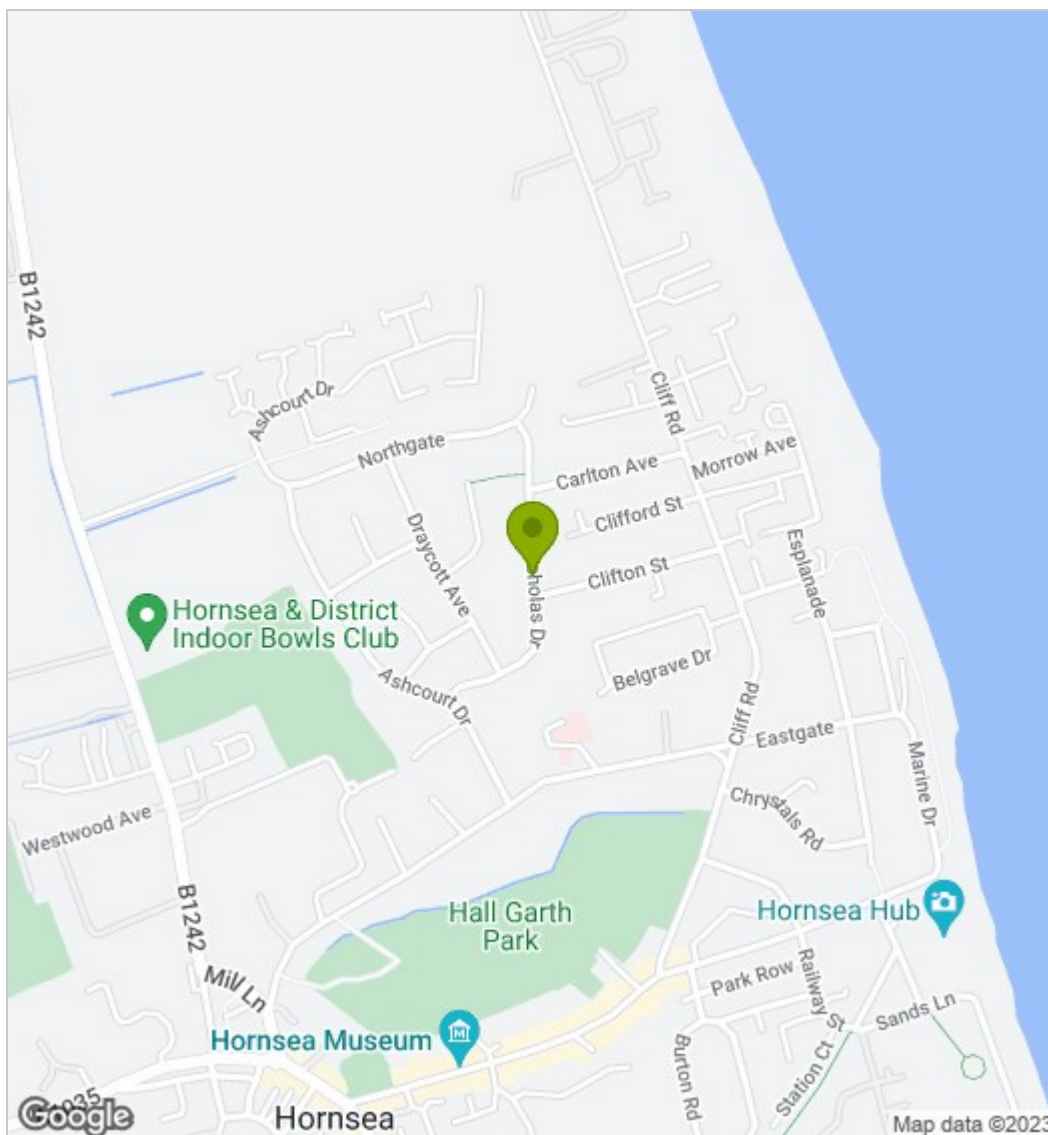 B1242
Ashcourt Dr
Northgate
Cliff Rd
Carlton Ave
Morrow Ave
Clifford St
Draycott Ave
Clifton St
Esplanade
Hornsea & District
Indoor Bowls Club
holas Dr
Belgrave Dr
Ashcourt Dr
Cliff Rd
Eastgate
Marine Dr
Westwood Ave
Chrystals Rd
B1242
Hall Garth
Park
Hornsea Hub
Mill Ln
Park Row
Railway St
Sands Ln
Hornsea Museum
M
Burton Rd
Station Ct
Google
Hornsea
Map data ©2023